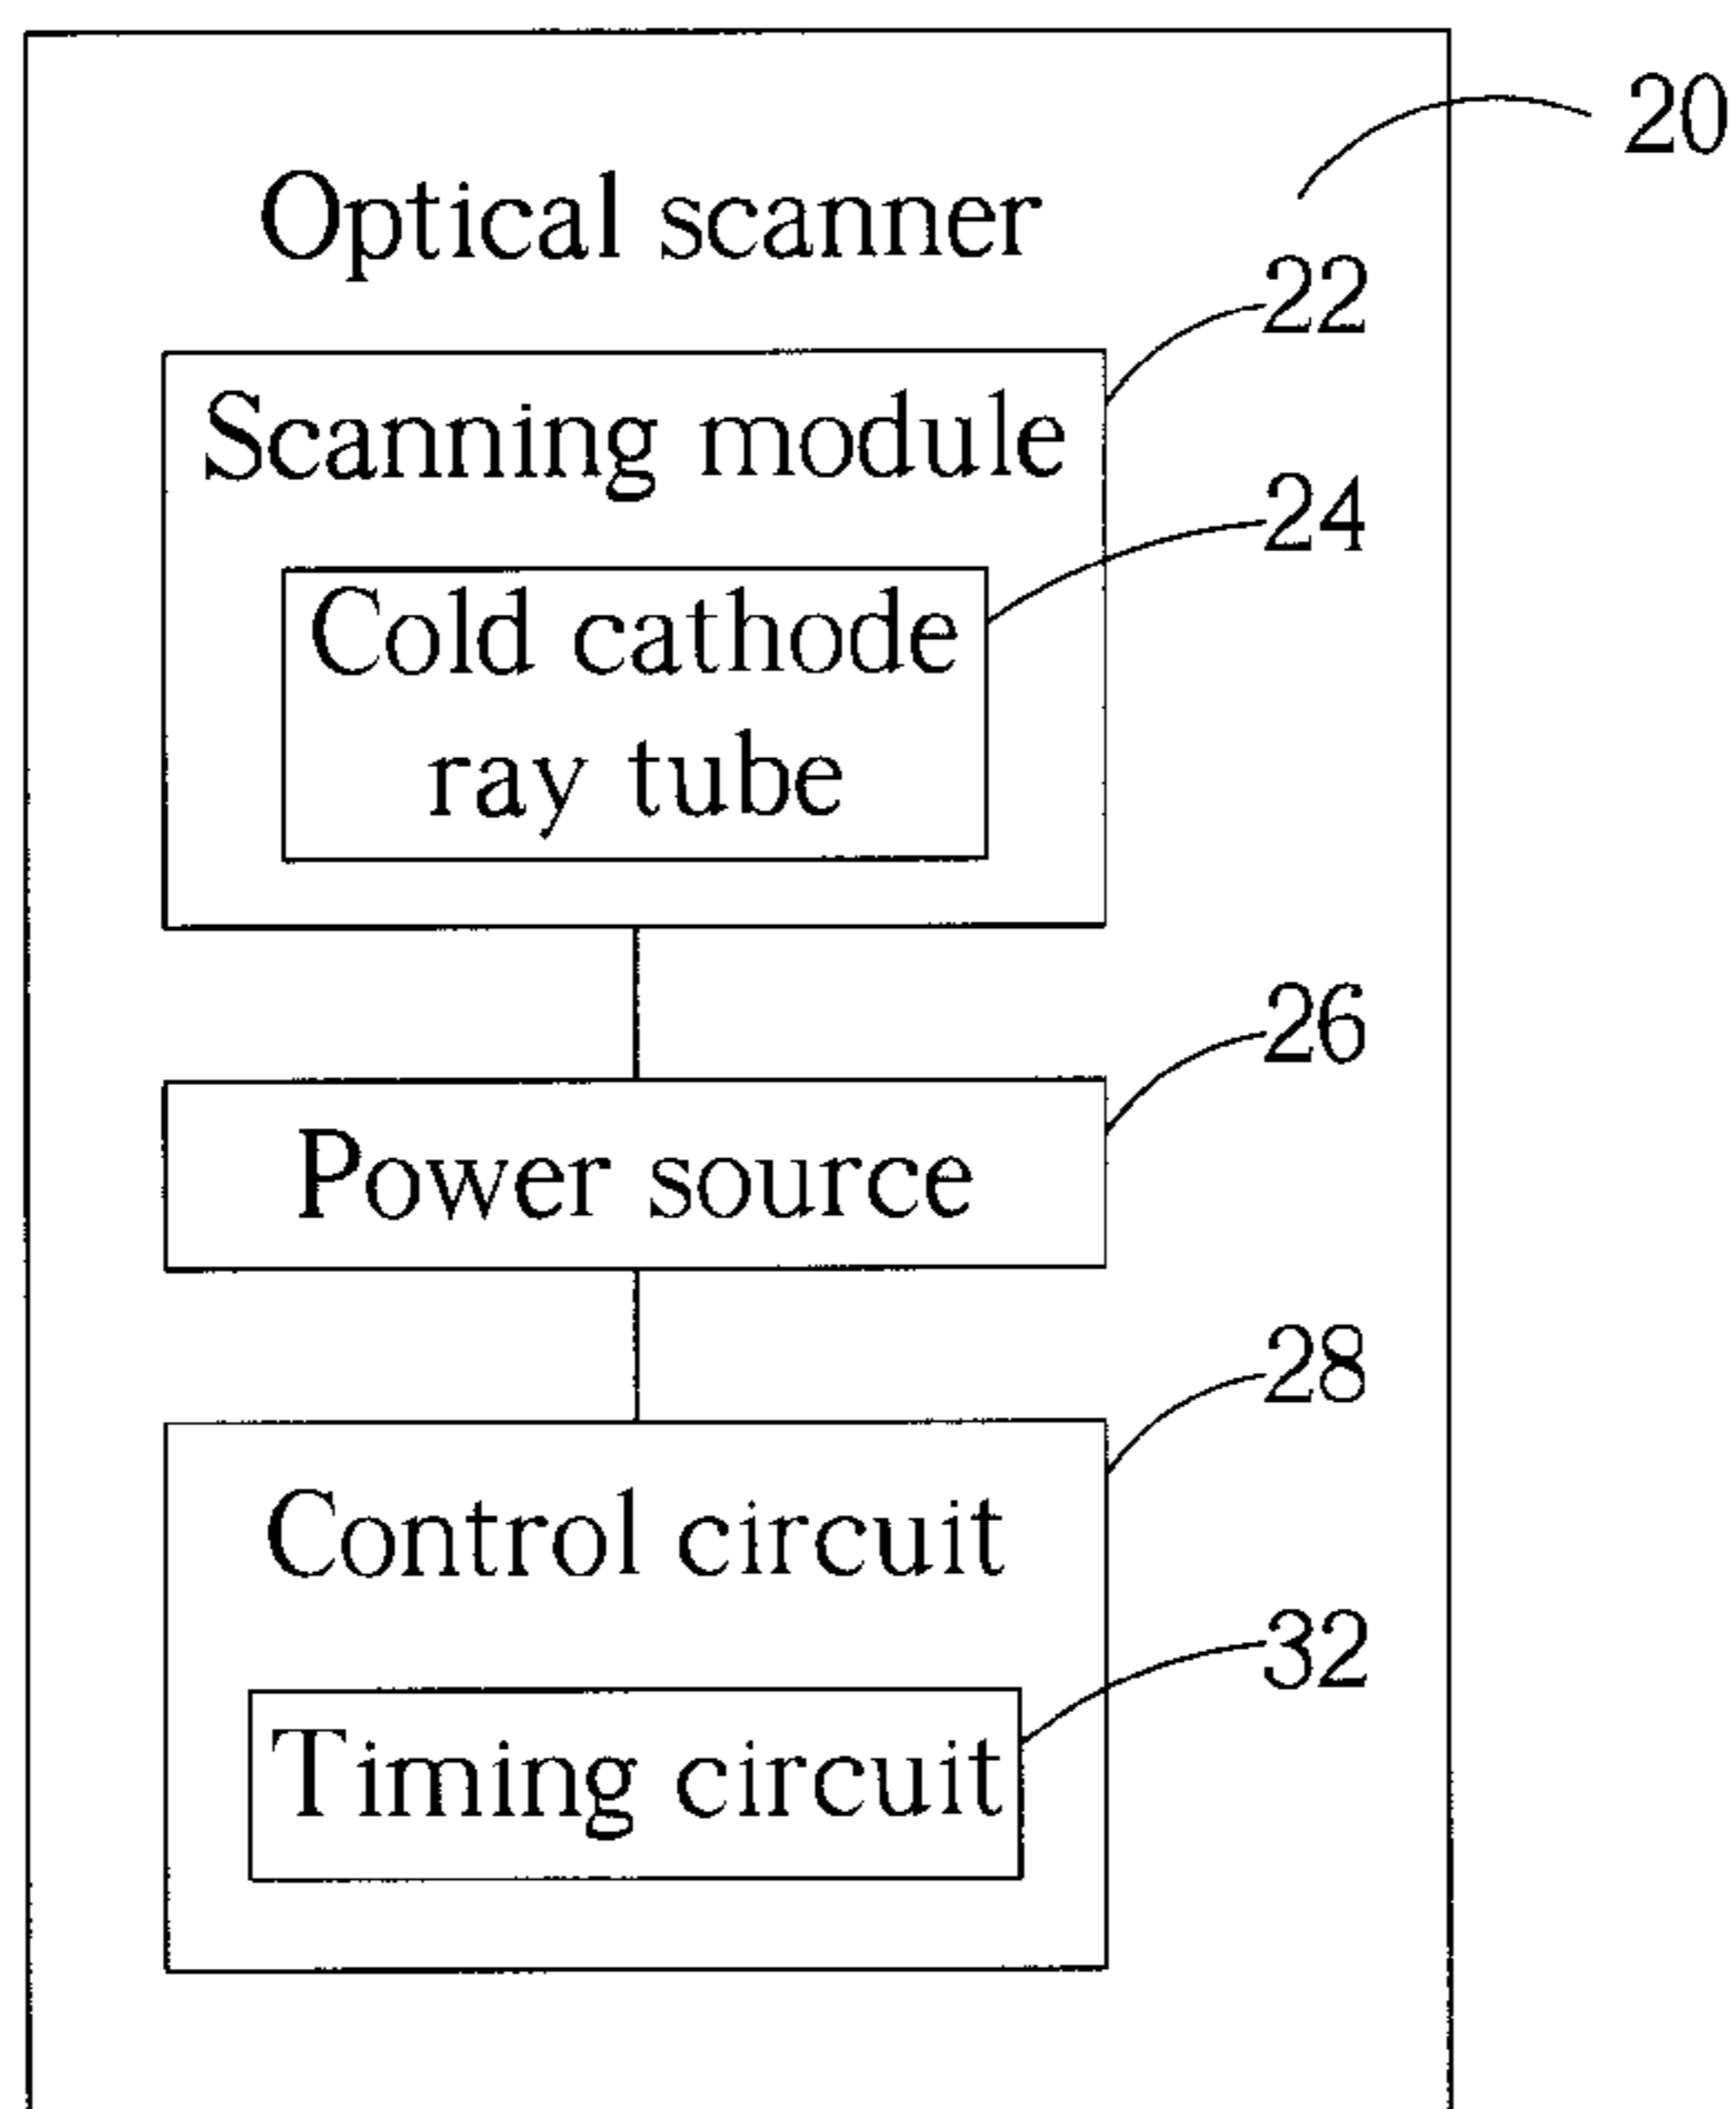 20
Optical scanner
22
Scanning module
24
Cold cathode
ray tube
26
Power source
28
Control circuit
32
Timing circuit